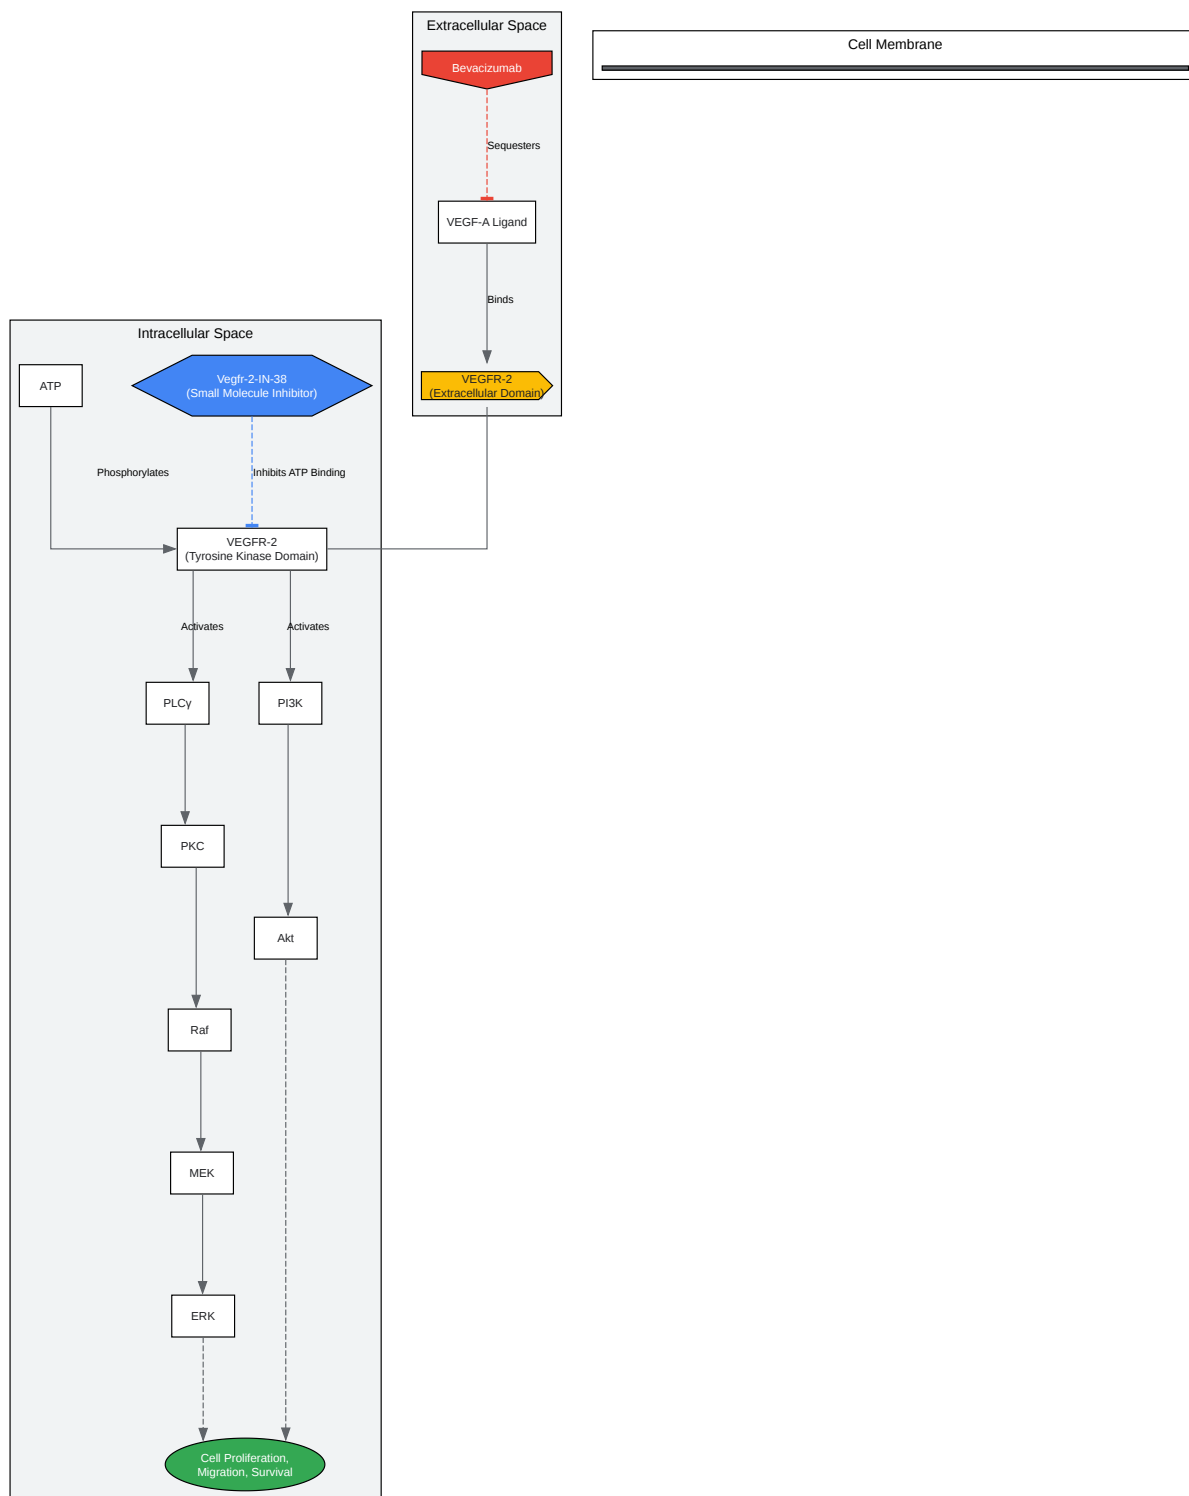 Extracellular Space
Cell Membrane
Bevacizumab
Sequesters
VEGF-A Ligand
Binds
VEGFR-2
(Extracellular Domain)
Intracellular Space
ATP
Vegfr-2-IN-38
(Small Molecule Inhibitor)
Phosphorylates
Inhibits ATP Binding
VEGFR-2
(Tyrosine Kinase Domain)
Activates
Activates
PLCγ
PI3K
PKC
Akt
Raf
MEK
ERK
Cell Proliferation,
Migration, Survival